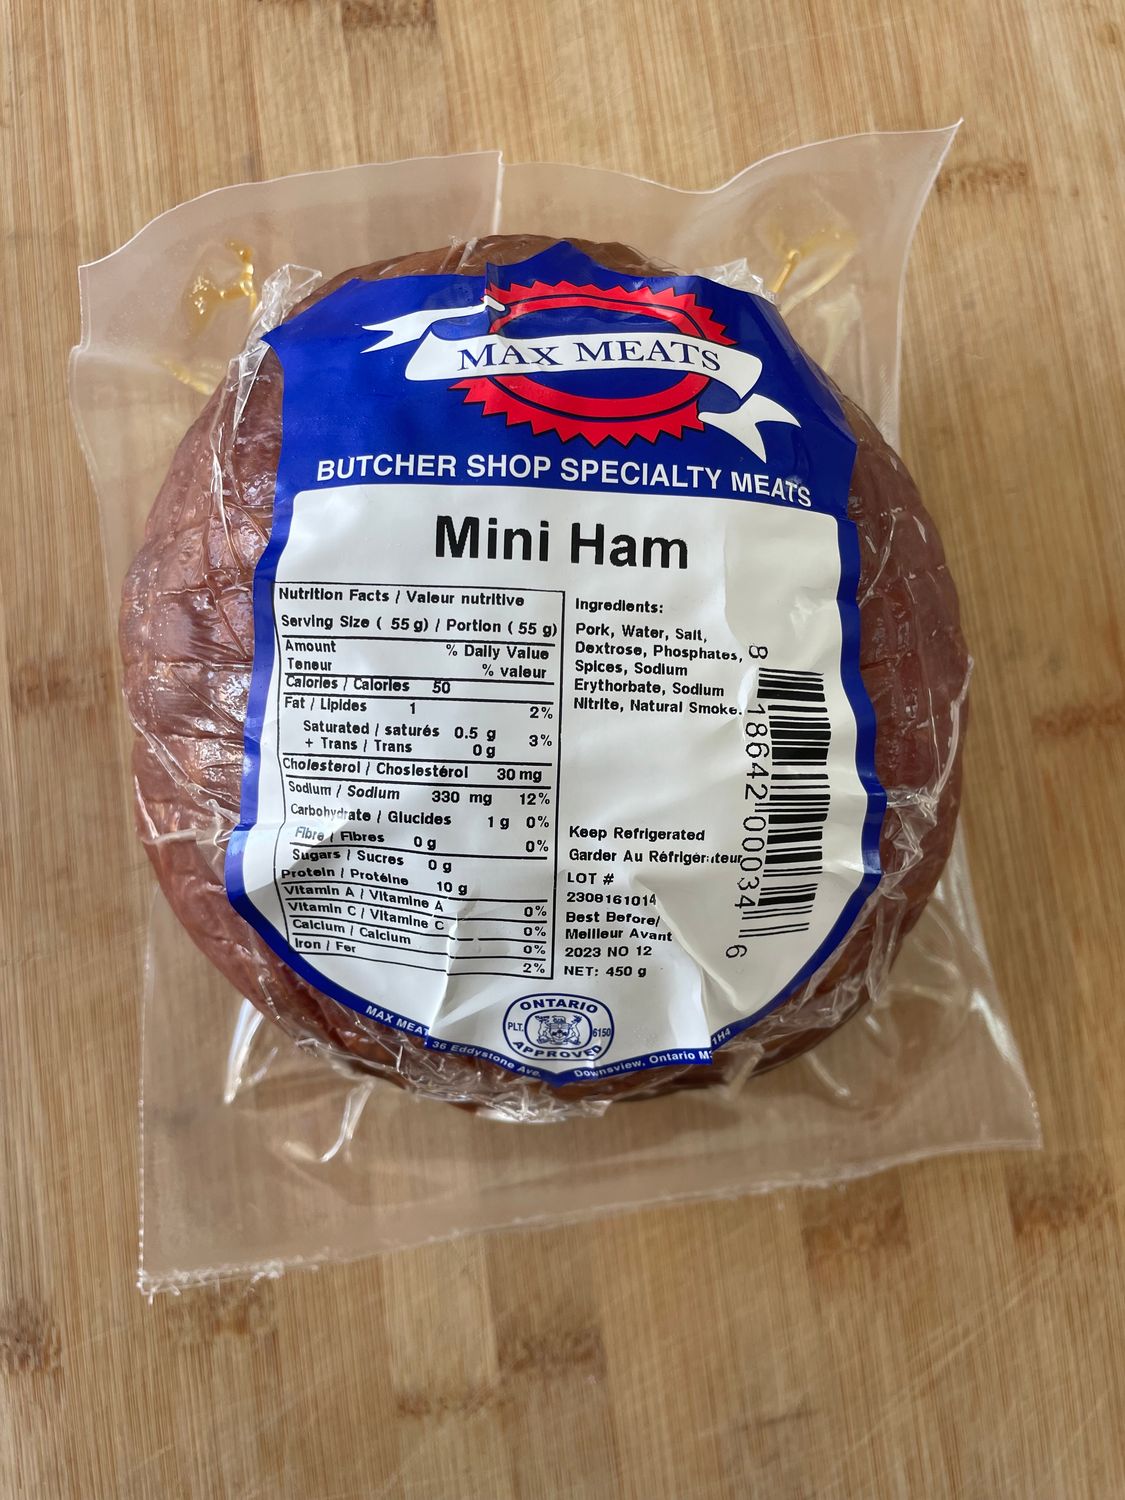 MAX MEATS
BUTCHER SHOP SPECIALTY MEATS
Mini Ham
Nutrition Facts / Valeur nutritive
Serving Size ( 55 g) / Portion ( 55 g)
Amount % Daily Value
Teneur % valeur
Calories / Calories 50
Fat / Lipides 1 2%
Saturated / saturés 0.5 g 3%
+ Trans / Trans 0 g
Cholesterol / Choslestérol 30 mg
Sodium / Sodium 330 mg 12%
Carbohydrate / Glucides 1 g 0%
Fibre / Fibres 0 g 0%
Sugars / Sucres 0 g
Protein / Protéine 10 g
Vitamin A / Vitamine A 0%
Vitamin C / Vitamine C 0%
Calcium / Calcium 0%
Iron / Fer 2%
Ingredients:
Pork, Water, Salt,
Dextrose, Phosphates,
Spices, Sodium
Erythorbate, Sodium
Nitrite, Natural Smoke.
8 18642 00034 6
Keep Refrigerated
Garder Au Réfrigérateur
LOT #
2308161014
Best Before/
Meilleur Avant
2023 NO 12
NET: 450 g
ONTARIO
PLT. 6150
APPROVED
MAX 36 Eddystone Ave. Downsview, Ontario